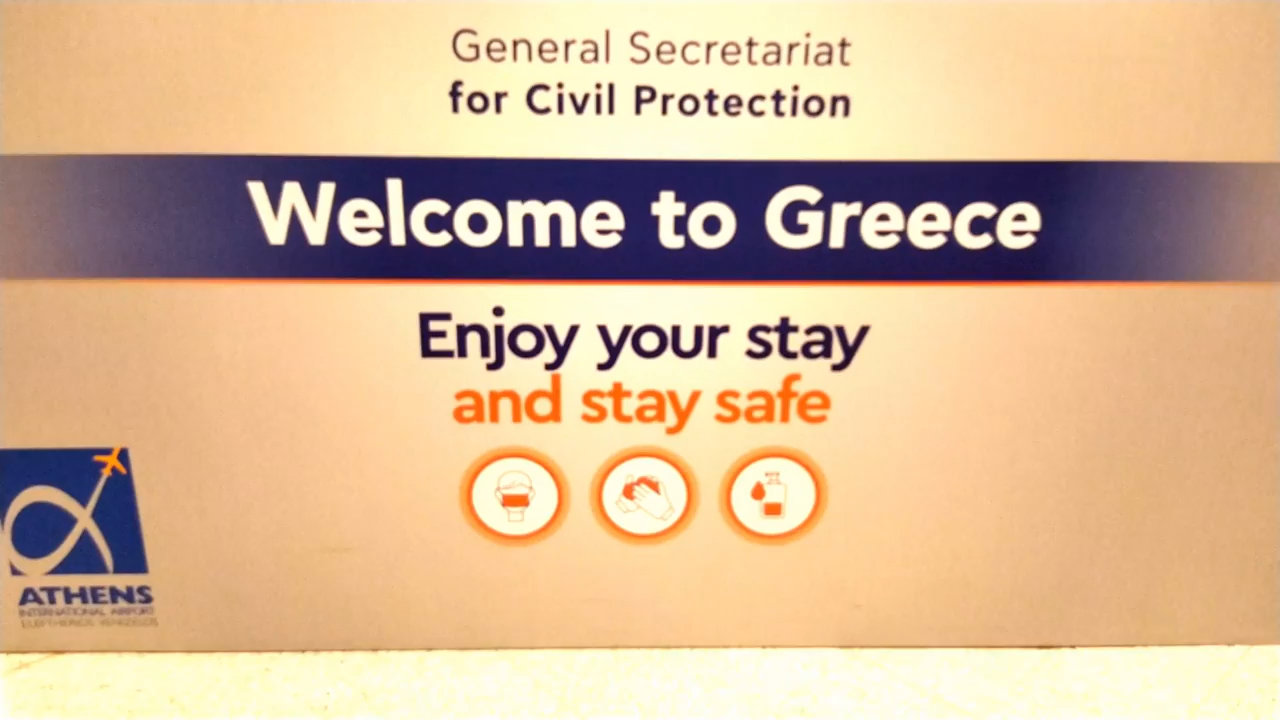 General Secretariat
for Civil Protection
Welcome to Greece
Enjoy your stay
and stay safe
ATHENS
INTERNATIONAL AIRPORT